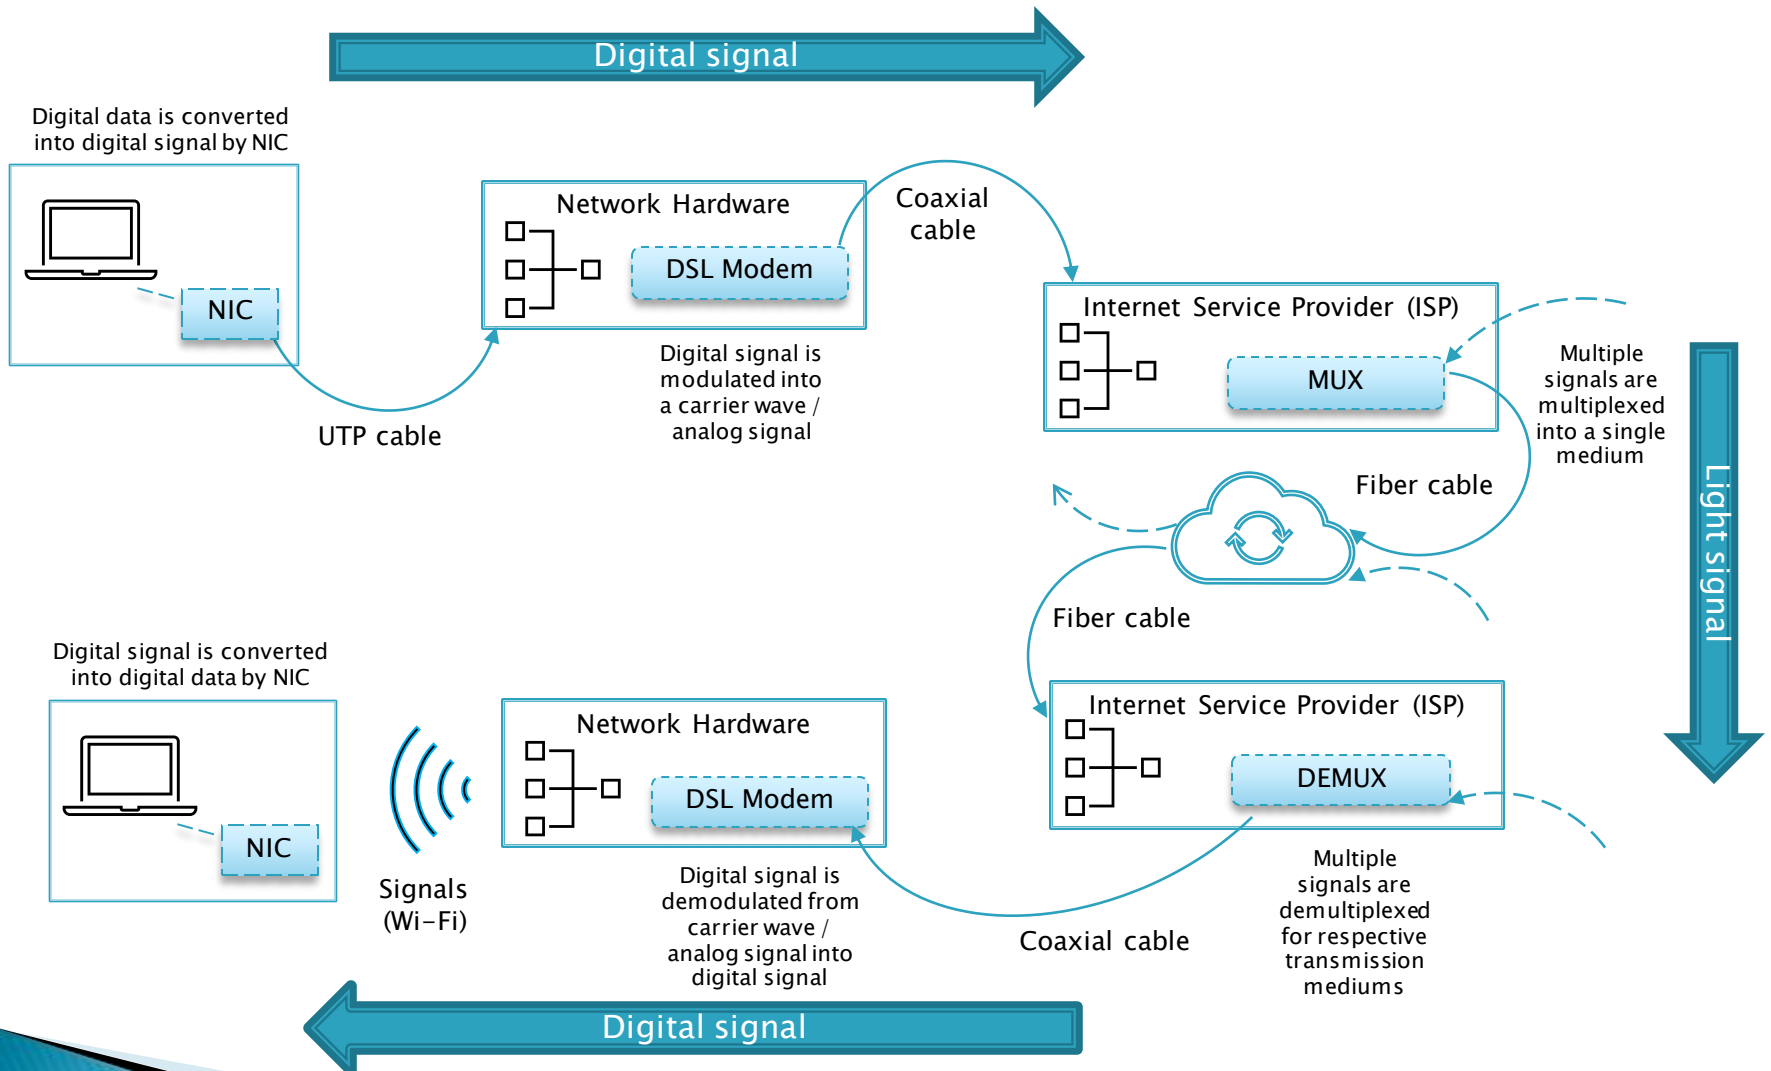 Digital signal
Digital data is converted
into digital signal by NIC
NIC
UTP cable
Network Hardware
DSL Modem
Digital signal is
modulated into
a carrier wave /
analog signal
Coaxial
cable
Internet Service Provider (ISP)
MUX
Multiple
signals are
multiplexed
into a single
medium
Fiber cable
Light signal
Fiber cable
Internet Service Provider (ISP)
DEMUX
Multiple
signals are
demultiplexed
for respective
transmission
mediums
Coaxial cable
Network Hardware
DSL Modem
Digital signal is
demodulated from
carrier wave /
analog signal into
digital signal
Signals
(Wi-Fi)
Digital signal is converted
into digital data by NIC
NIC
Digital signal